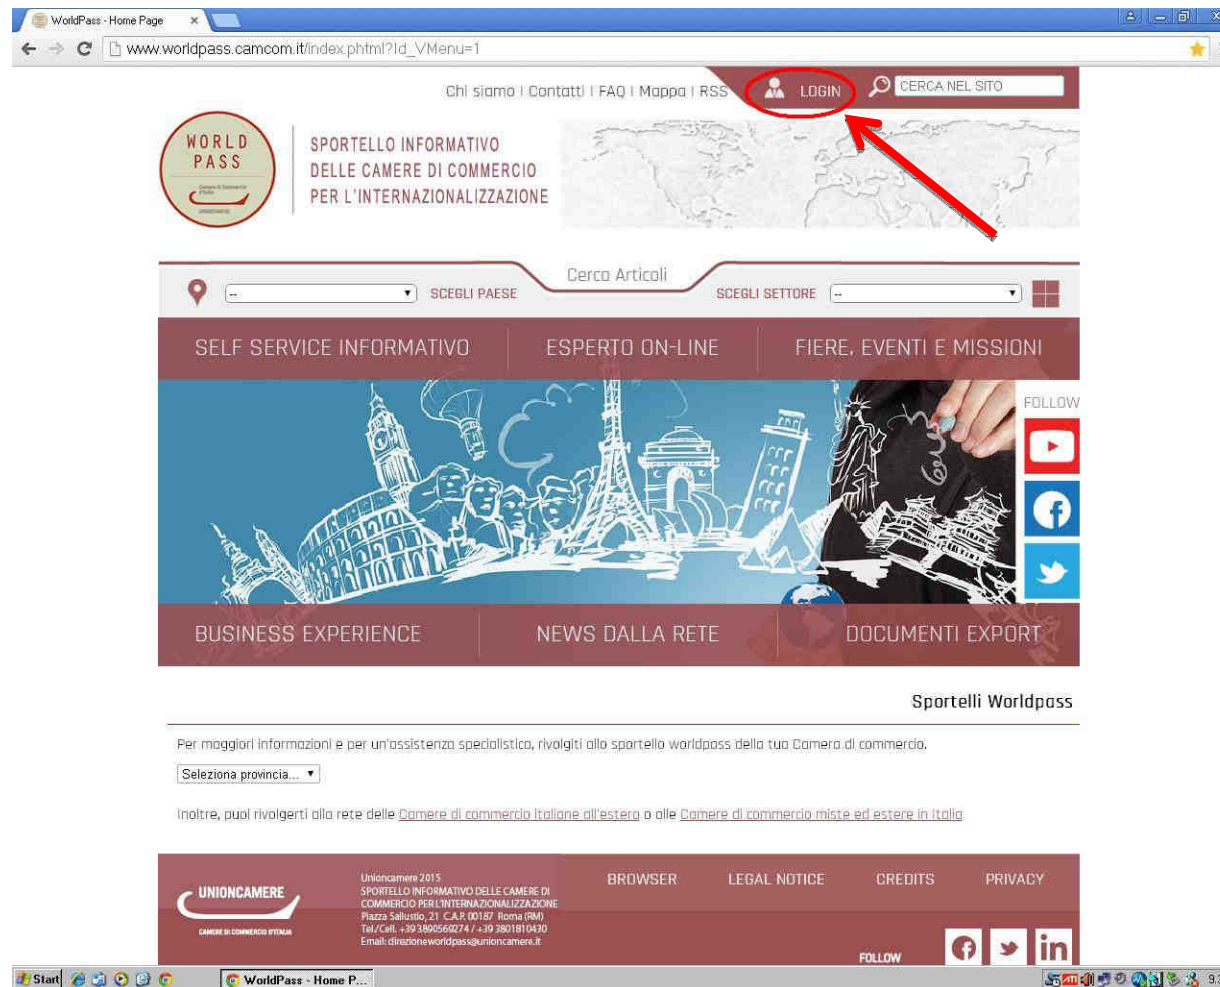 WorldPass - Home Page
www.worldpass.camcom.it/index.phtml?Id_VMenu=1
Chi siamo | Contatti | FAQ | Mappa | RSS
LOGIN
CERCA NEL SITO
WORLD
PASS
SPORTELLO INFORMATIVO
DELLE CAMERE DI COMMERCIO
PER L'INTERNAZIONALIZZAZIONE
Cerca Articoli
--
SCEGLI PAESE
SCEGLI SETTORE
--
SELF SERVICE INFORMATIVO
ESPERTO ON-LINE
FIERE, EVENTI E MISSIONI
FOLLOW
BUSINESS EXPERIENCE
NEWS DALLA RETE
DOCUMENTI EXPORT
Sportelli Worldpass
Per maggiori informazioni e per un'assistenza specialistica, rivolgiti allo sportello worldpass della tua Camera di commercio.
Seleziona provincia...
Inoltre, puoi rivolgerti alla rete delle Camere di commercio italiane all'estero o alle Camere di commercio miste ed estere in Italia
UNIONCAMERE
CAMERE DI COMMERCIO D'ITALIA
Unioncamere 2015
SPORTELLO INFORMATIVO DELLE CAMERE DI
COMMERCIO PER L'INTERNAZIONALIZZAZIONE
Piazza Sallustio, 21 C.A.P. 00187 Roma (RM)
Tel./Cell. +39 3890569274 / +39 3801810430
Email: direzioneworldpass@unioncamere.it
BROWSER
LEGAL NOTICE
CREDITS
PRIVACY
FOLLOW
Start
WorldPass - Home P...